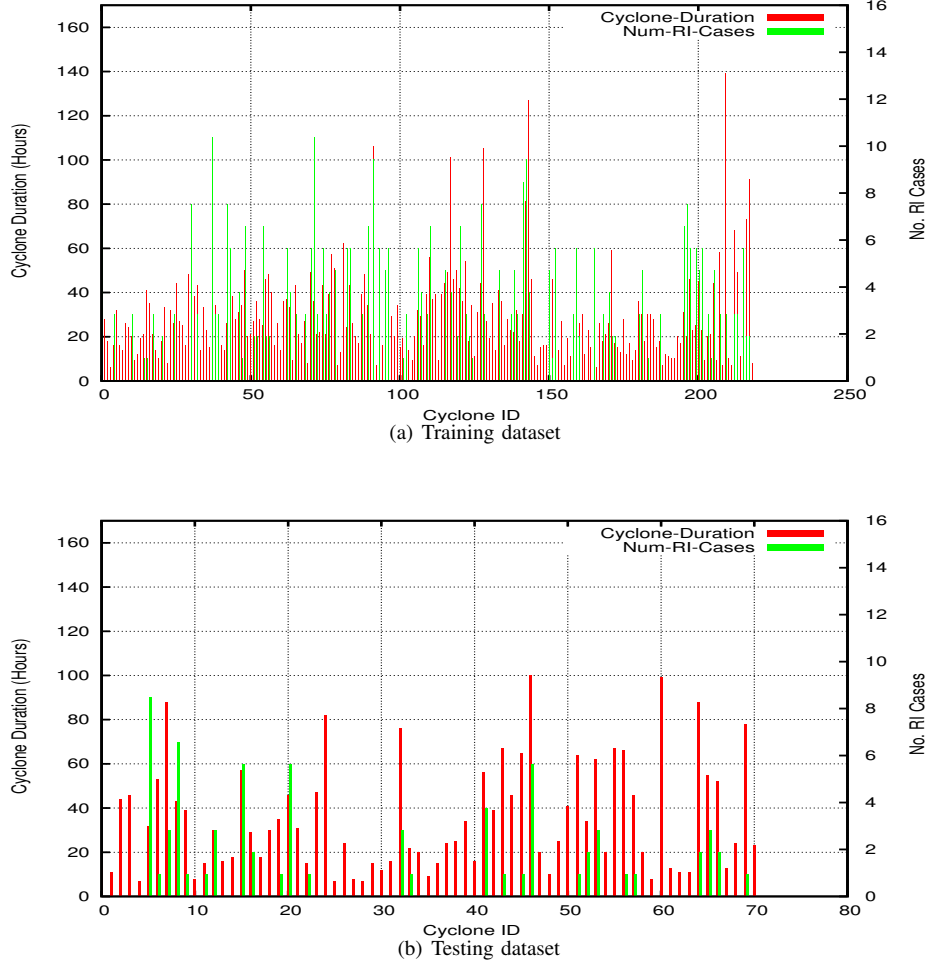 Cyclone-Duration
Num-RI-Cases
160
140
120
100
80
60
40
20
0
Cyclone Duration (Hours)
16
14
12
10
8
6
4
2
0
No. RI Cases
0 50 100 150 200 250
Cyclone ID
(a) Training dataset
Cyclone-Duration
Num-RI-Cases
160
140
120
100
80
60
40
20
0
Cyclone Duration (Hours)
16
14
12
10
8
6
4
2
0
No. RI Cases
0 10 20 30 40 50 60 70 80
Cyclone ID
(b) Testing dataset